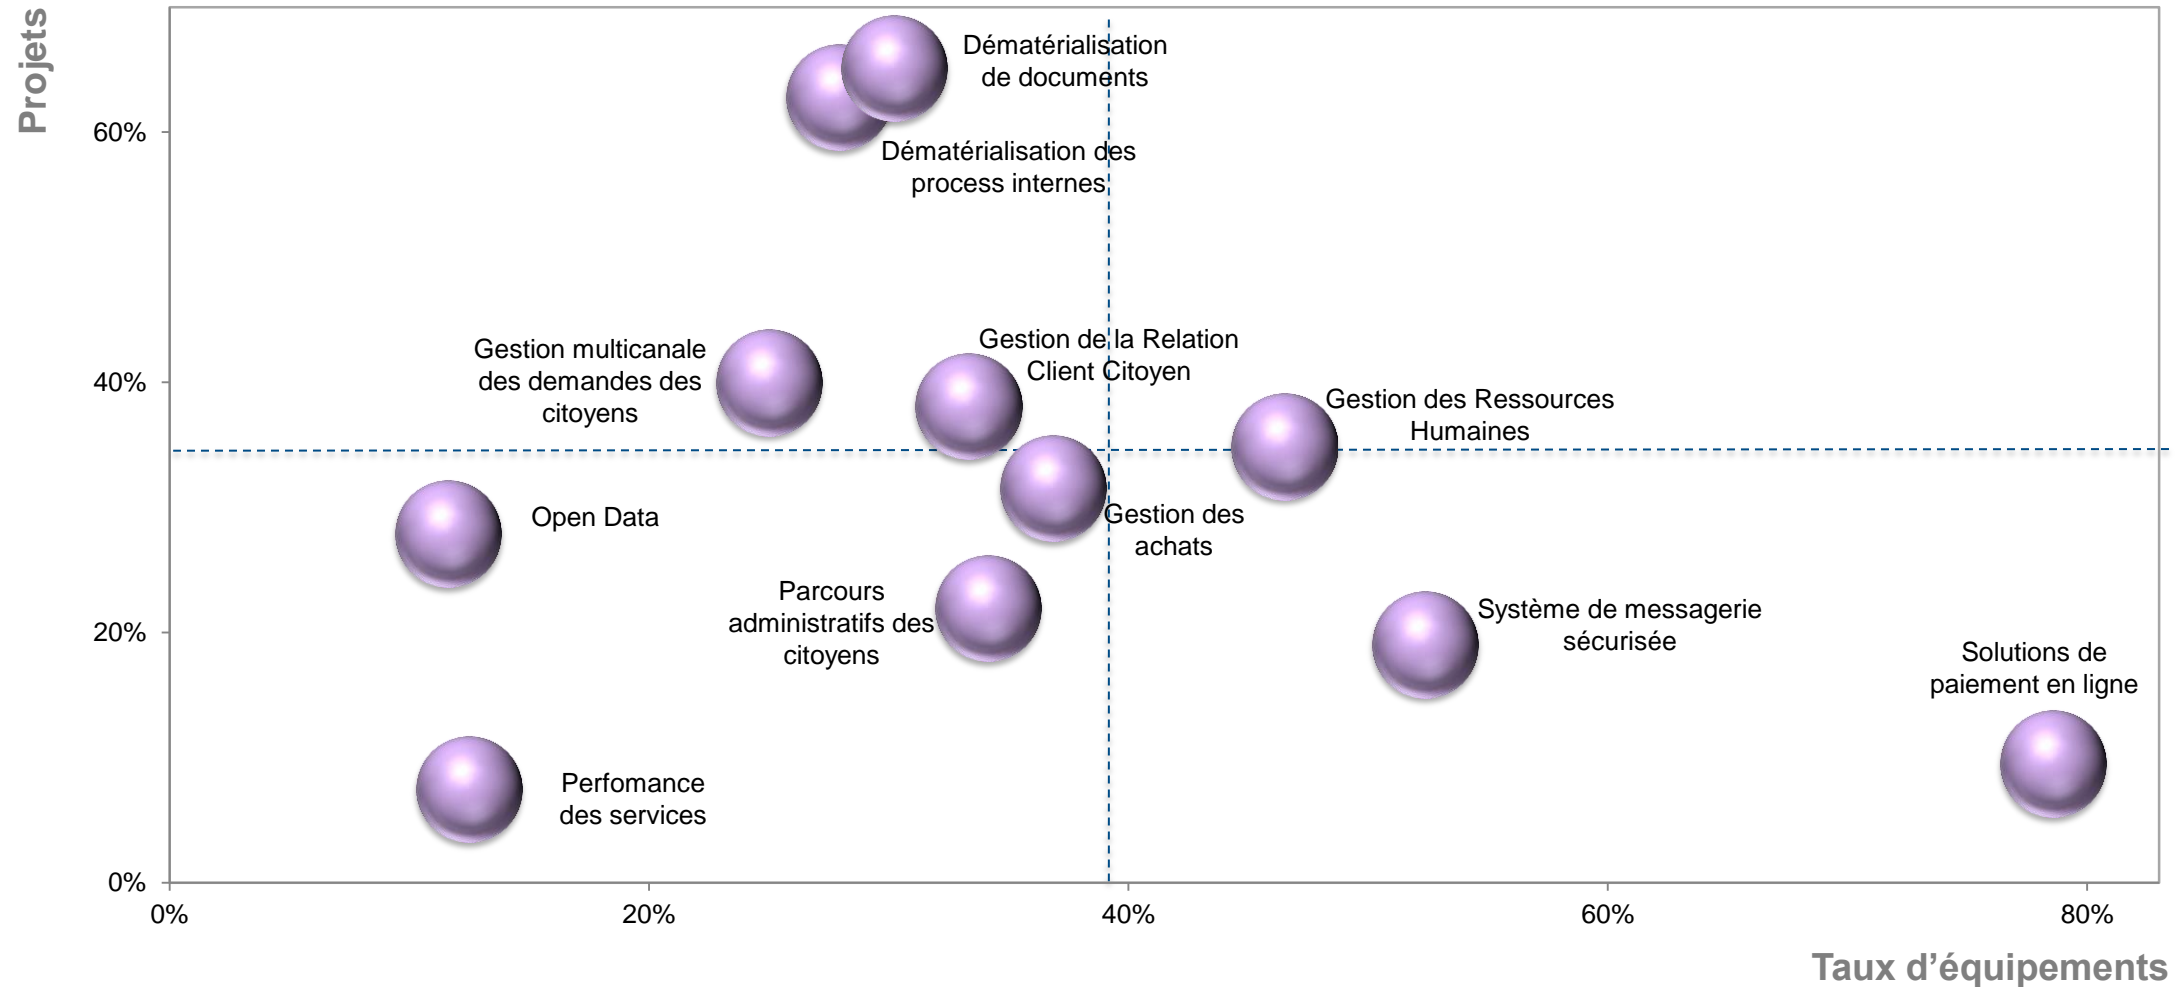 Projets
Dématérialisation
de documents
60%
Dématérialisation des
process internes
Gestion multicanale
des demandes des
citoyens
Gestion de la Relation
Client Citoyen
40%
Gestion des Ressources
Humaines
Open Data
Gestion des
achats
Parcours
administratifs des
citoyens
20%
Système de messagerie
sécurisée
Solutions de
paiement en ligne
Perfomance
des services
0%
0%
20%
40%
60%
80%
Taux d’équipements